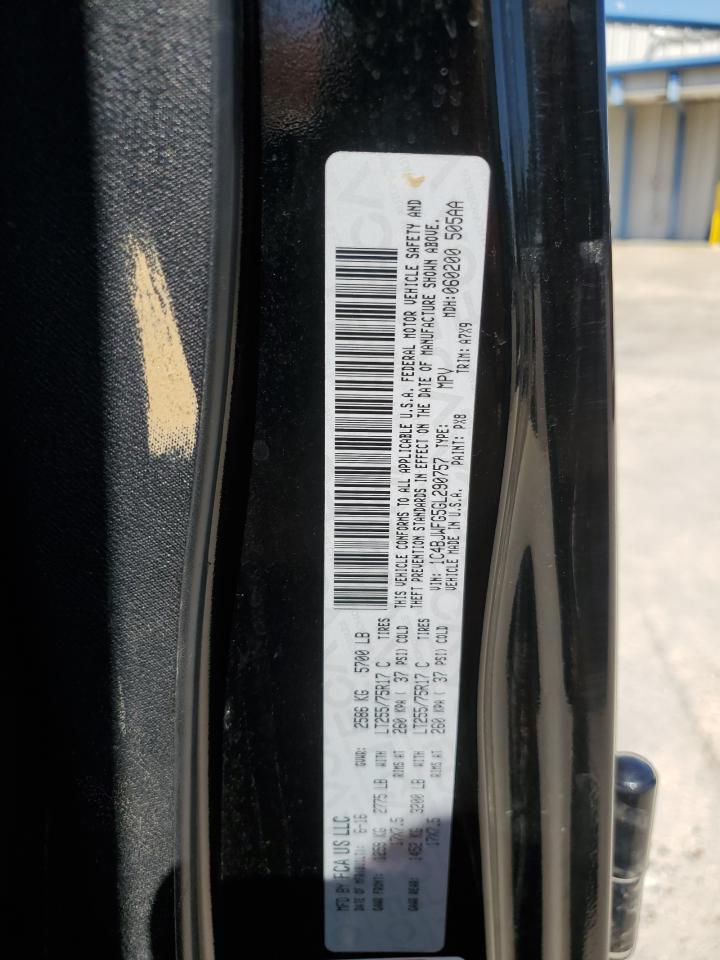 MFD BY FCA US LLC
DATE OF MFR 6-16 GVWR: 2586 KG 5700 LB
GAWR FRONT: 1256 KG 2775 LB WITH LT255/75R17 C TIRES
17X7.5 RIMS AT 260 KPA ( 37 PSI) COLD
GAWR REAR: 1452 KG 3200 LB WITH LT255/75R17 C TIRES
17X7.5 RIMS AT 260 KPA ( 37 PSI) COLD
THIS VEHICLE CONFORMS TO ALL APPLICABLE U.S.A. FEDERAL MOTOR VEHICLE SAFETY AND
THEFT PREVENTION STANDARDS IN EFFECT ON THE DATE OF MANUFACTURE SHOWN ABOVE.
VIN: 1C4BJWFG5GL290757 TYPE: MPV MDH: 060200 505AA
VEHICLE MADE IN U.S.A. PAINT: PX8 TRIM: A7X9